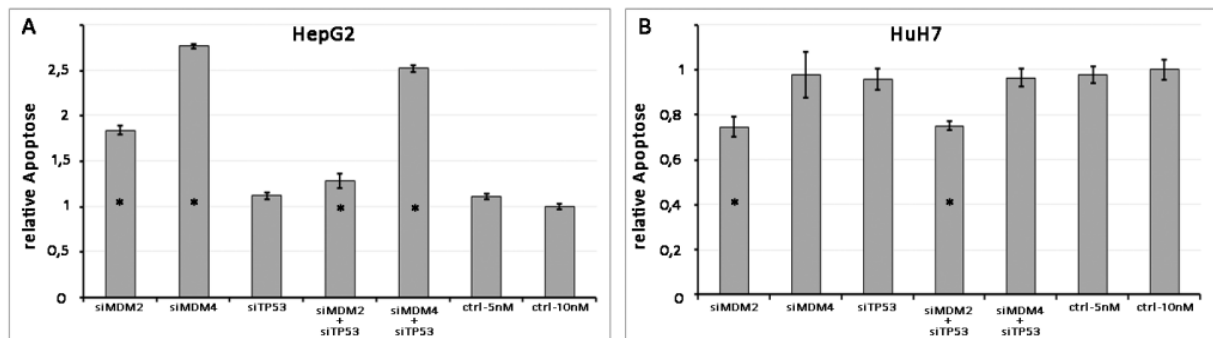 A
HepG2
relative Apoptose
2,5
2
1,5
1
0,5
0
*
*
*
*
siMDM2
siMDM4
siTP53
siMDM2
+
siTP53
siMDM4
+
siTP53
ctrl-5nM
ctrl-10nM
B
HuH7
relative Apoptose
1
0,8
0,6
0,4
0,2
0
*
*
siMDM2
siMDM4
siTP53
siMDM2
+
siTP53
siMDM4
+
siTP53
ctrl-5nM
ctrl-10nM